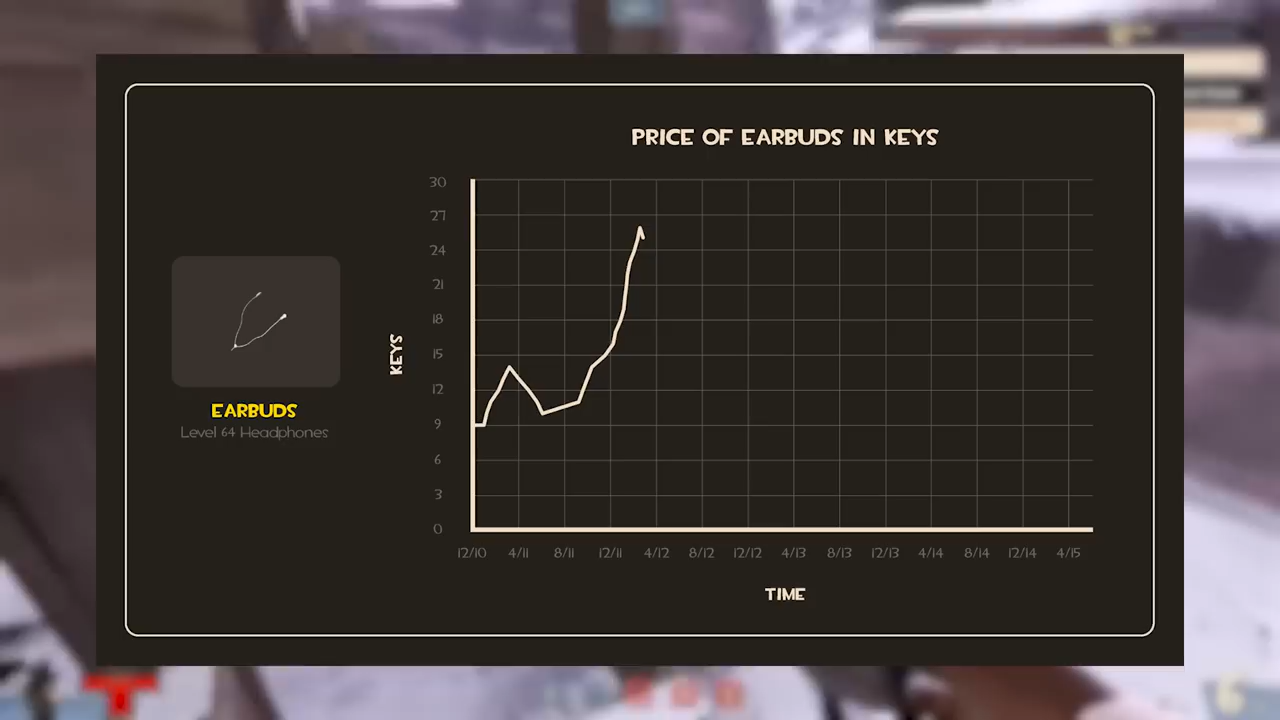 PRICE OF EARBUDS IN KEYS
30
27
24
21
18
15
12
9
6
3
0
KEYS
EARBUDS
Level 64 Headphones
12/10 4/11 8/11 12/11 4/12 8/12 12/12 4/13 8/13 12/13 4/14 8/14 12/14 4/15
TIME